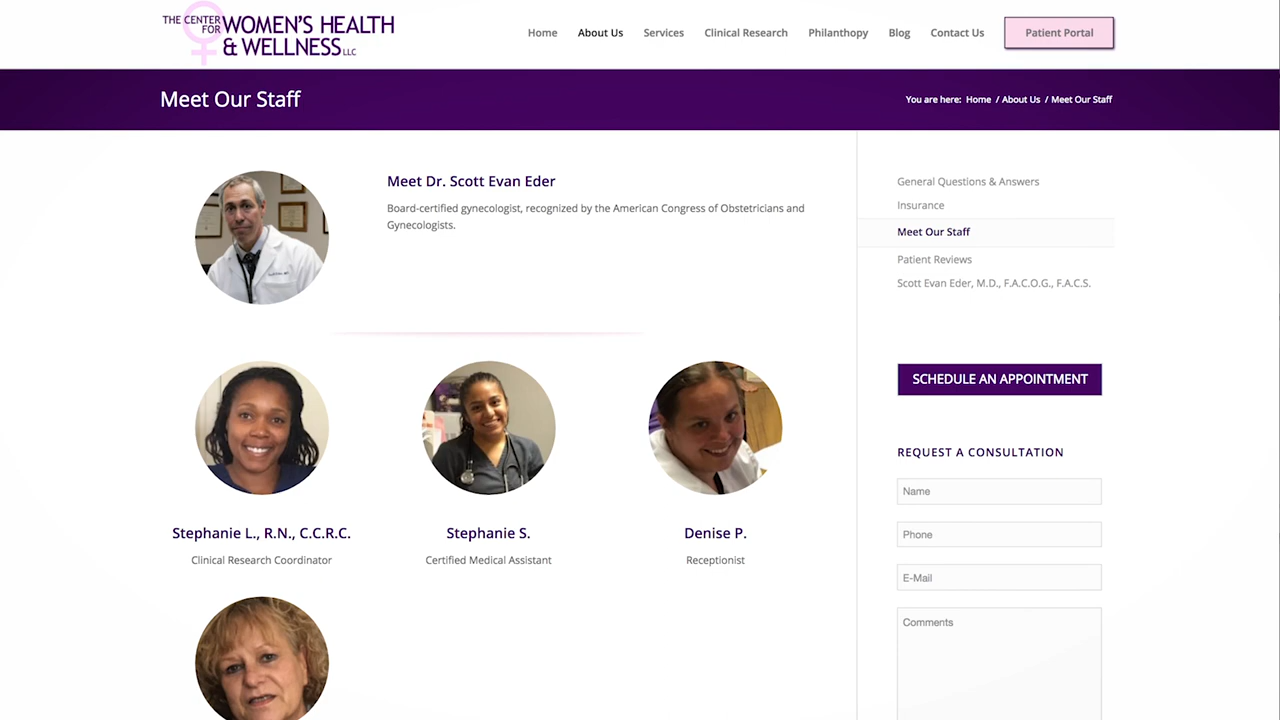 THE CENTER
FOR
WOMEN'S HEALTH
& WELLNESS LLC
Home
About Us
Services
Clinical Research
Philanthopy
Blog
Contact Us
Patient Portal
Meet Our Staff
You are here: Home / About Us / Meet Our Staff
Meet Dr. Scott Evan Eder
Board-certified gynecologist, recognized by the American Congress of Obstetricians and
Gynecologists.
Stephanie L., R.N., C.C.R.C.
Clinical Research Coordinator
Stephanie S.
Certified Medical Assistant
Denise P.
Receptionist
General Questions & Answers
Insurance
Meet Our Staff
Patient Reviews
Scott Evan Eder, M.D., F.A.C.O.G., F.A.C.S.
SCHEDULE AN APPOINTMENT
REQUEST A CONSULTATION
Name
Phone
E-Mail
Comments